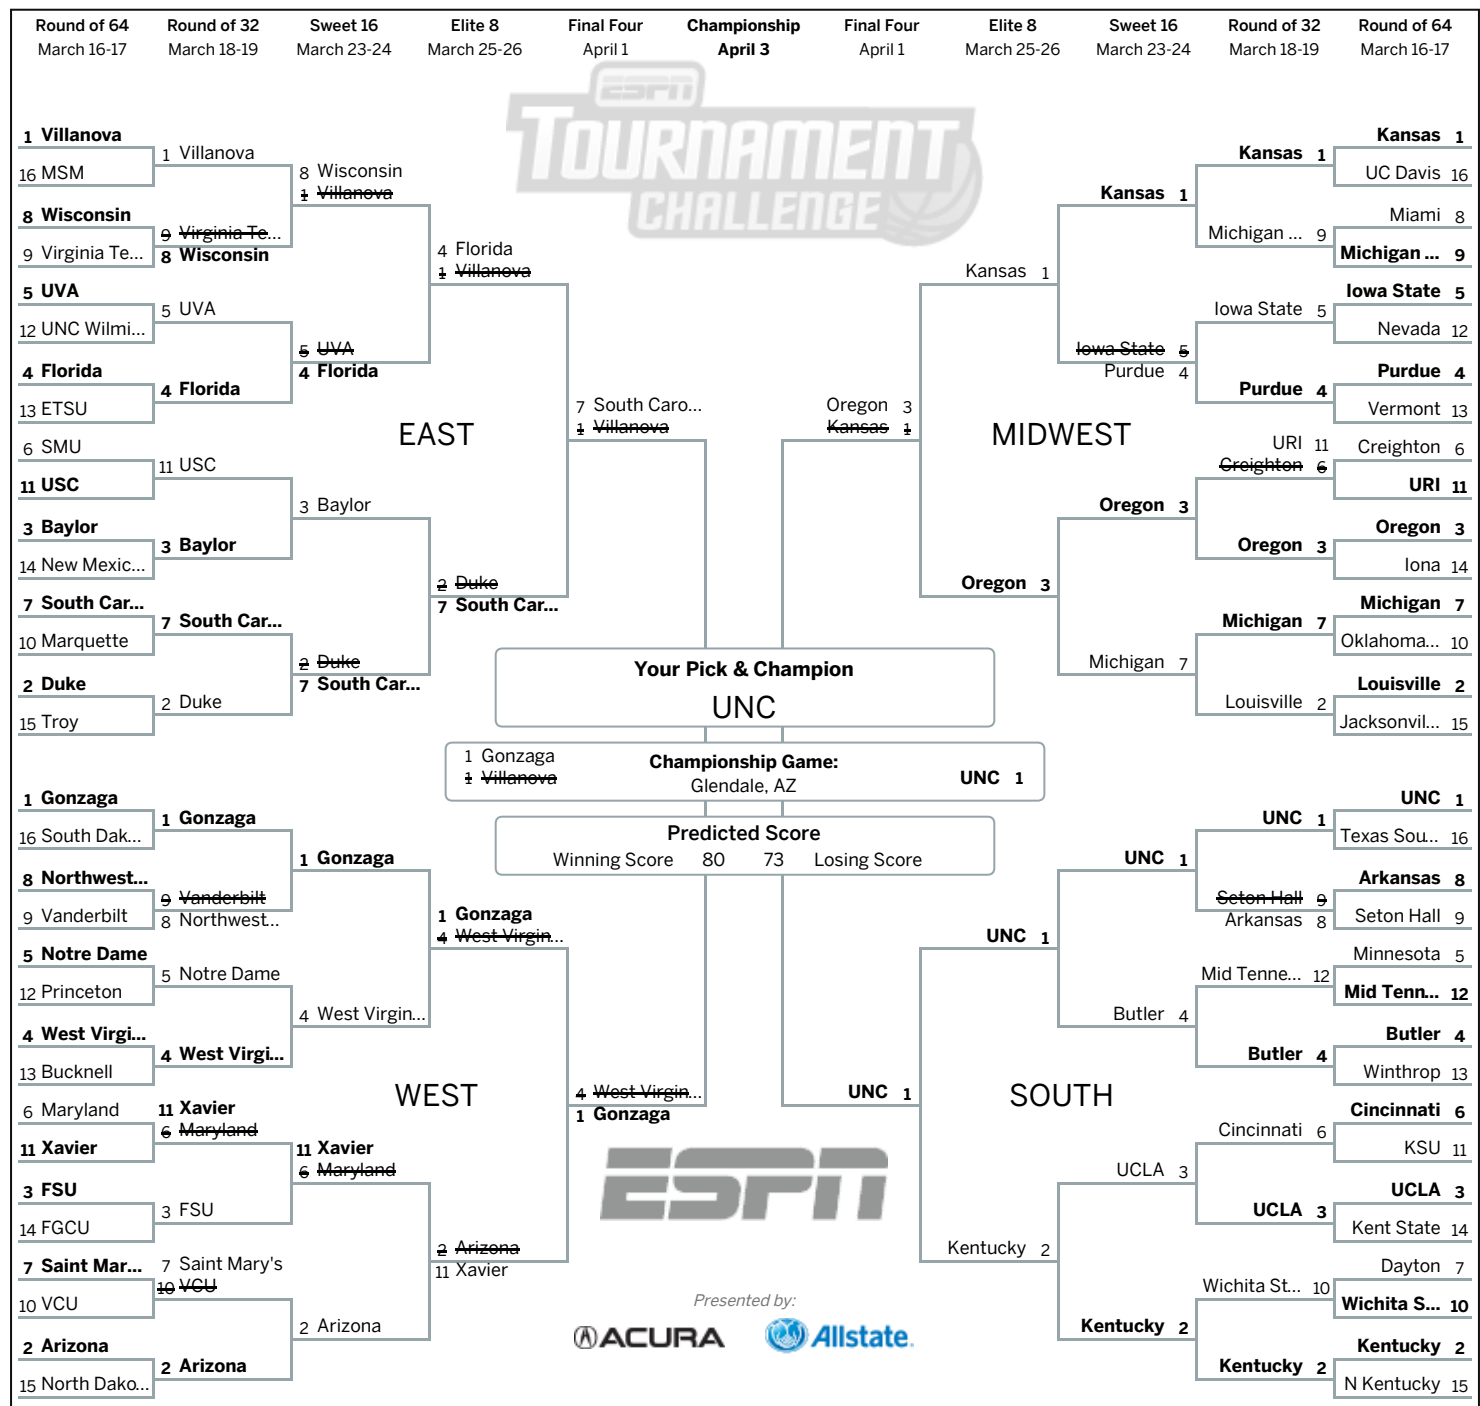 Round of 64 Round of 32 Sweet 16 Elite 8 Final Four Championship Final Four Elite 8 Sweet 16 Round of 32 Round of 64
March 16-17 March 18-19 March 23-24 March 25-26 April 1 April 3 April 1 March 25-26 March 23-24 March 18-19 March 16-17
ESPN
TOURNAMENT
CHALLENGE
1 Villanova
16 MSM
8 Wisconsin
9 Virginia Te...
5 UVA
12 UNC Wilmi...
4 Florida
13 ETSU
6 SMU
11 USC
3 Baylor
14 New Mexic...
7 South Car...
10 Marquette
2 Duke
15 Troy
1 Villanova
9 Virginia Te...
8 Wisconsin
5 UVA
4 Florida
11 USC
3 Baylor
7 South Car...
2 Duke
8 Wisconsin
1 Villanova
5 UVA
4 Florida
3 Baylor
2 Duke
7 South Car...
4 Florida
1 Villanova
2 Duke
7 South Car...
EAST
7 South Caro...
1 Villanova
Oregon 3
Kansas 1
MIDWEST
Kansas 1
Oregon 3
Kansas 1
Iowa State 5
Purdue 4
Oregon 3
Michigan 7
Kansas 1
Michigan ... 9
Iowa State 5
Purdue 4
URI 11
Creighton 6
Oregon 3
Michigan 7
Louisville 2
Kansas 1
UC Davis 16
Miami 8
Michigan ... 9
Iowa State 5
Nevada 12
Purdue 4
Vermont 13
Creighton 6
URI 11
Oregon 3
Iona 14
Michigan 7
Oklahoma... 10
Louisville 2
Jacksonvil... 15
Your Pick & Champion
UNC
1 Gonzaga
1 Villanova
Championship Game:
Glendale, AZ
UNC 1
Predicted Score
Winning Score 80 73 Losing Score
1 Gonzaga
16 South Dak...
8 Northwest...
9 Vanderbilt
5 Notre Dame
12 Princeton
4 West Virgi...
13 Bucknell
6 Maryland
11 Xavier
3 FSU
14 FGCU
7 Saint Mar...
10 VCU
2 Arizona
15 North Dako...
1 Gonzaga
9 Vanderbilt
8 Northwest...
5 Notre Dame
4 West Virgi...
11 Xavier
6 Maryland
3 FSU
7 Saint Mary's
10 VCU
2 Arizona
1 Gonzaga
4 West Virgin...
11 Xavier
6 Maryland
2 Arizona
1 Gonzaga
4 West Virgin...
2 Arizona
11 Xavier
WEST
4 West Virgin...
1 Gonzaga
UNC 1
SOUTH
UNC 1
Kentucky 2
UNC 1
Butler 4
UCLA 3
Kentucky 2
UNC 1
Seton Hall 9
Arkansas 8
Mid Tenne... 12
Butler 4
Cincinnati 6
UCLA 3
Wichita St... 10
Kentucky 2
UNC 1
Texas Sou... 16
Arkansas 8
Seton Hall 9
Minnesota 5
Mid Tenn... 12
Butler 4
Winthrop 13
Cincinnati 6
KSU 11
UCLA 3
Kent State 14
Dayton 7
Wichita S... 10
Kentucky 2
N Kentucky 15
ESPN
Presented by:
ACURA Allstate.